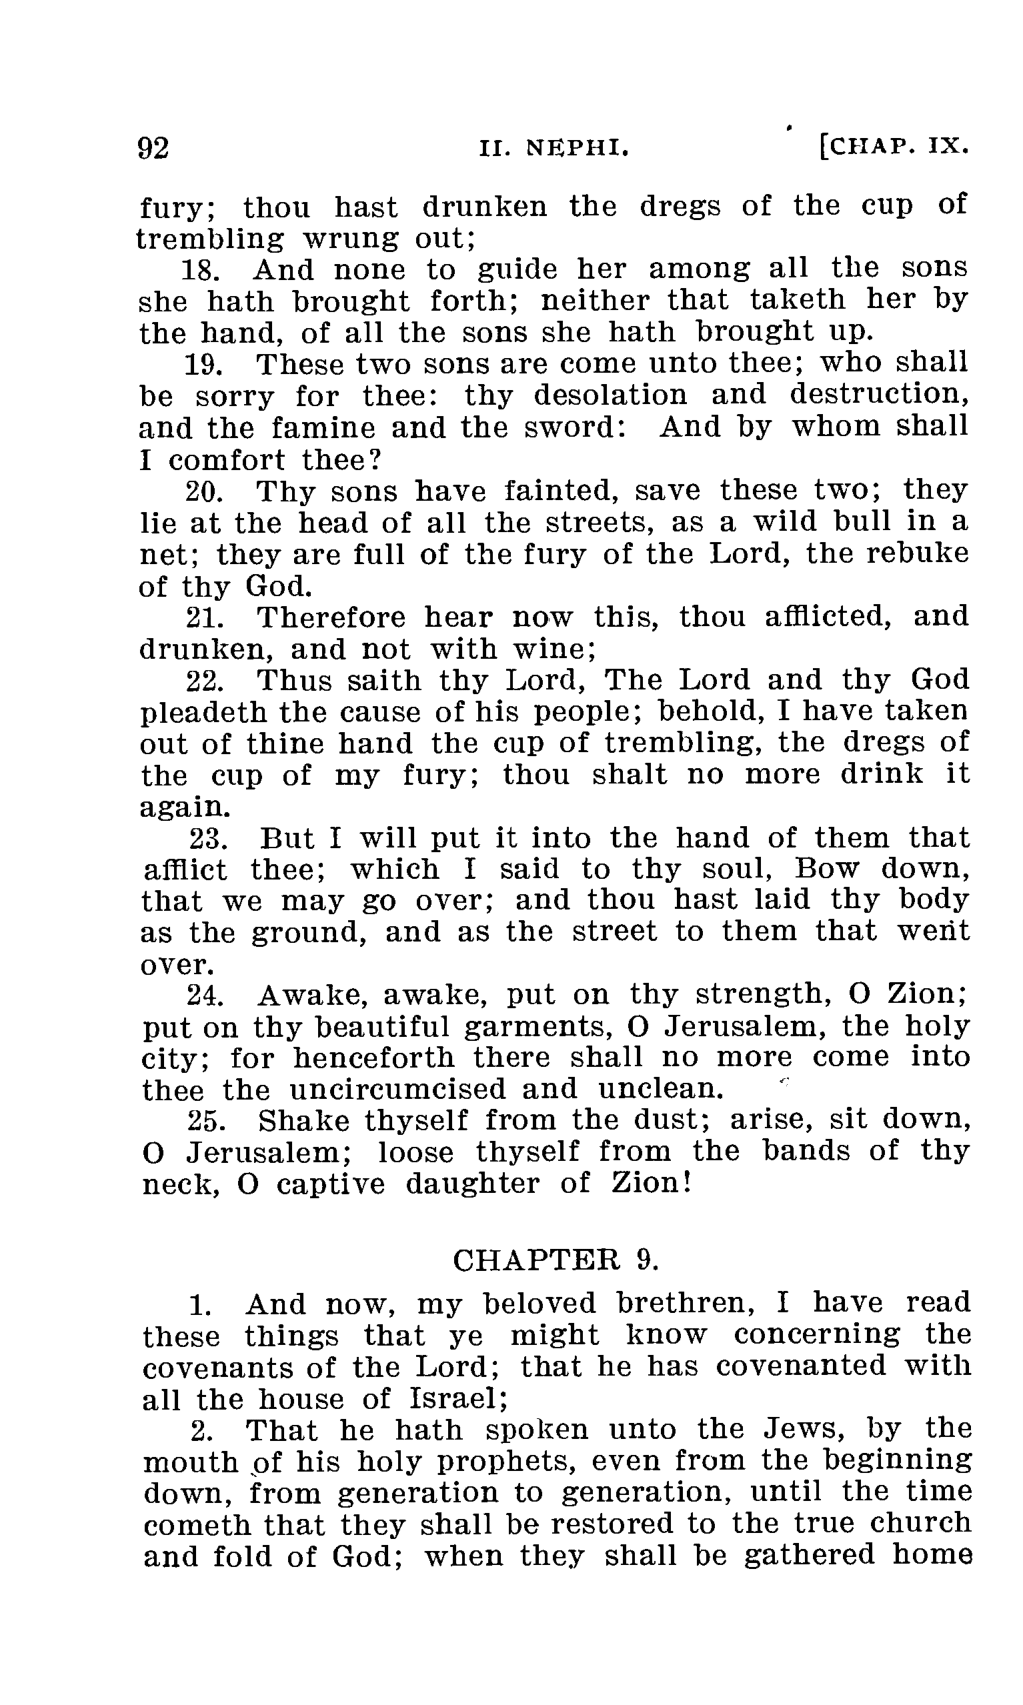 92 II. NEPHI. [CHAP. IX.
fury; thou hast drunken the dregs of the cup of
trembling wrung out;
18. And none to guide her among all the sons
she hath brought forth; neither that taketh her by
the hand, of all the sons she hath brought up.
19. These two sons are come unto thee; who shall
be sorry for thee: thy desolation and destruction,
and the famine and the sword: And by whom shall
I comfort thee?
20. Thy sons have fainted, save these two; they
lie at the head of all the streets, as a wild bull in a
net; they are full of the fury of the Lord, the rebuke
of thy God.
21. Therefore hear now this, thou afflicted, and
drunken, and not with wine;
22. Thus saith thy Lord, The Lord and thy God
pleadeth the cause of his people; behold, I have taken
out of thine hand the cup of trembling, the dregs of
the cup of my fury; thou shalt no more drink it
again.
23. But I will put it into the hand of them that
afflict thee; which I said to thy soul, Bow down,
that we may go over; and thou hast laid thy body
as the ground, and as the street to them that went
over.
24. Awake, awake, put on thy strength, O Zion;
put on thy beautiful garments, O Jerusalem, the holy
city; for henceforth there shall no more come into
thee the uncircumcised and unclean.
25. Shake thyself from the dust; arise, sit down,
O Jerusalem; loose thyself from the bands of thy
neck, O captive daughter of Zion!
CHAPTER 9.
1. And now, my beloved brethren, I have read
these things that ye might know concerning the
covenants of the Lord; that he has covenanted with
all the house of Israel;
2. That he hath spoken unto the Jews, by the
mouth of his holy prophets, even from the beginning
down, from generation to generation, until the time
cometh that they shall be restored to the true church
and fold of God; when they shall be gathered home